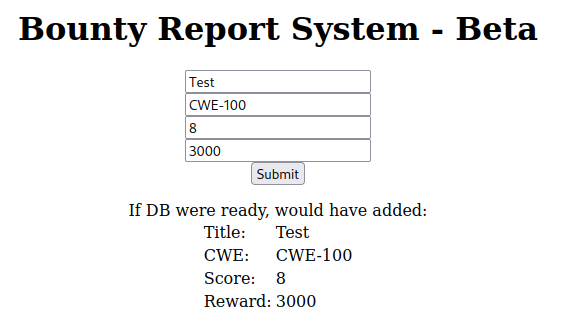 Bounty Report System - Beta
Test
CWE-100
8
3000
Submit
If DB were ready, would have added:
Title: Test
CWE: CWE-100
Score: 8
Reward: 3000